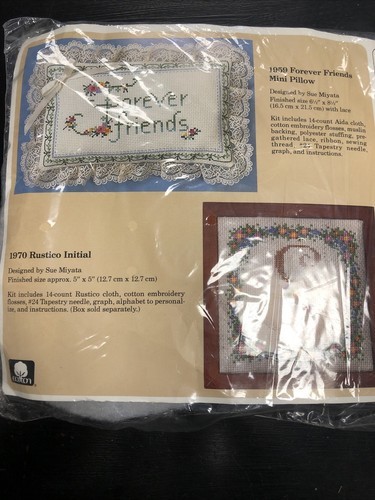 Forever
friends
1959 Forever Friends
Mini Pillow
Designed by Sue Miyata
Finished size 6½" x 8½"
(16.5 cm x 21.5 cm) with lace
Kit includes 14-count Aida cloth,
cotton embroidery flosses, muslin
backing, polyester stuffing, pre-
gathered lace, ribbon, sewing
thread, #24 Tapestry needle,
graph, and instructions.
1970 Rustico Initial
Designed by Sue Miyata
Finished size approx. 5" x 5" (12.7 cm x 12.7 cm)
Kit includes 14-count Rustico cloth, cotton embroidery
flosses, #24 Tapestry needle, graph, alphabet to personal-
ize, and instructions. (Box sold separately.)